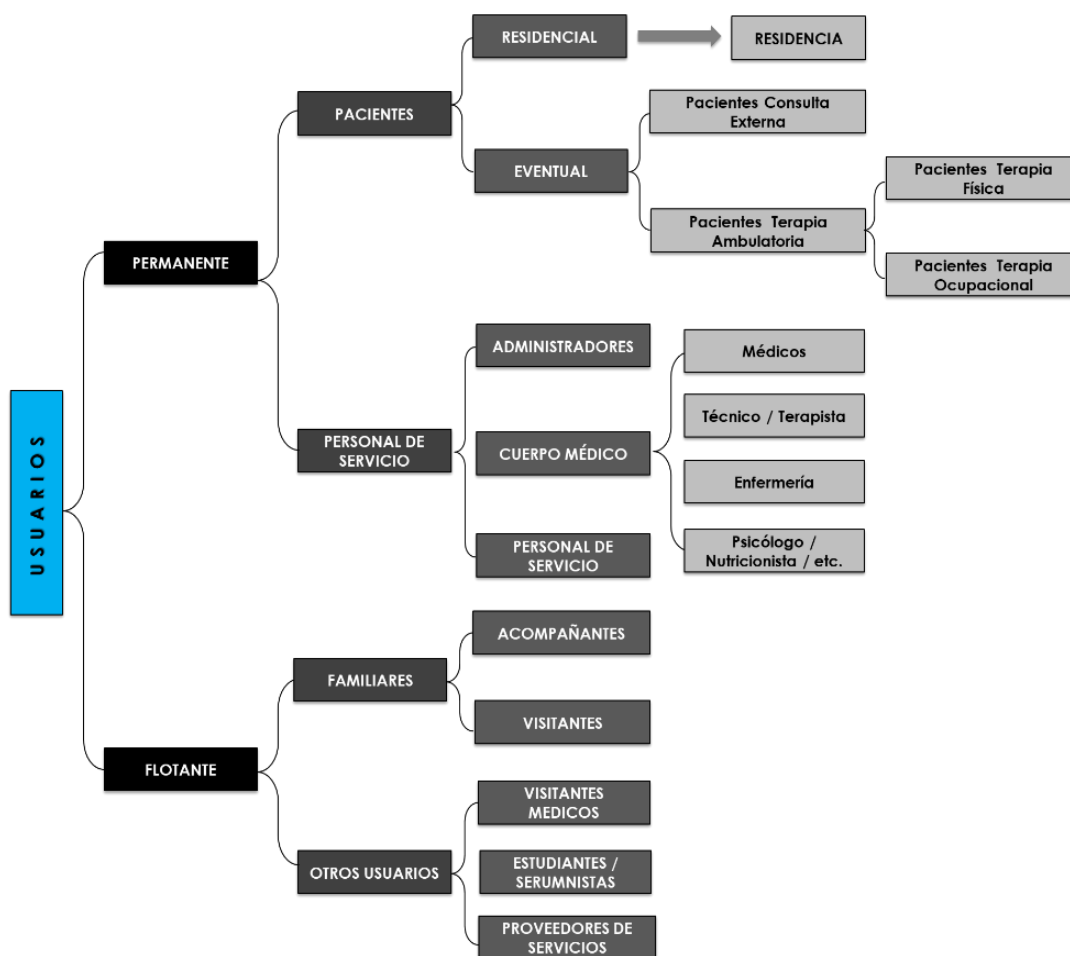 USUARIOS
PERMANENTE
PACIENTES
RESIDENCIAL
RESIDENCIA
EVENTUAL
Pacientes Consulta
Externa
Pacientes Terapia
Ambulatoria
Pacientes Terapia
Física
Pacientes Terapia
Ocupacional
PERSONAL DE
SERVICIO
ADMINISTRADORES
CUERPO MÉDICO
Médicos
Técnico / Terapista
Enfermería
Psicólogo /
Nutricionista / etc.
PERSONAL DE
SERVICIO
FLOTANTE
FAMILIARES
ACOMPAÑANTES
VISITANTES
OTROS USUARIOS
VISITANTES
MEDICOS
ESTUDIANTES /
SERUMNISTAS
PROVEEDORES DE
SERVICIOS